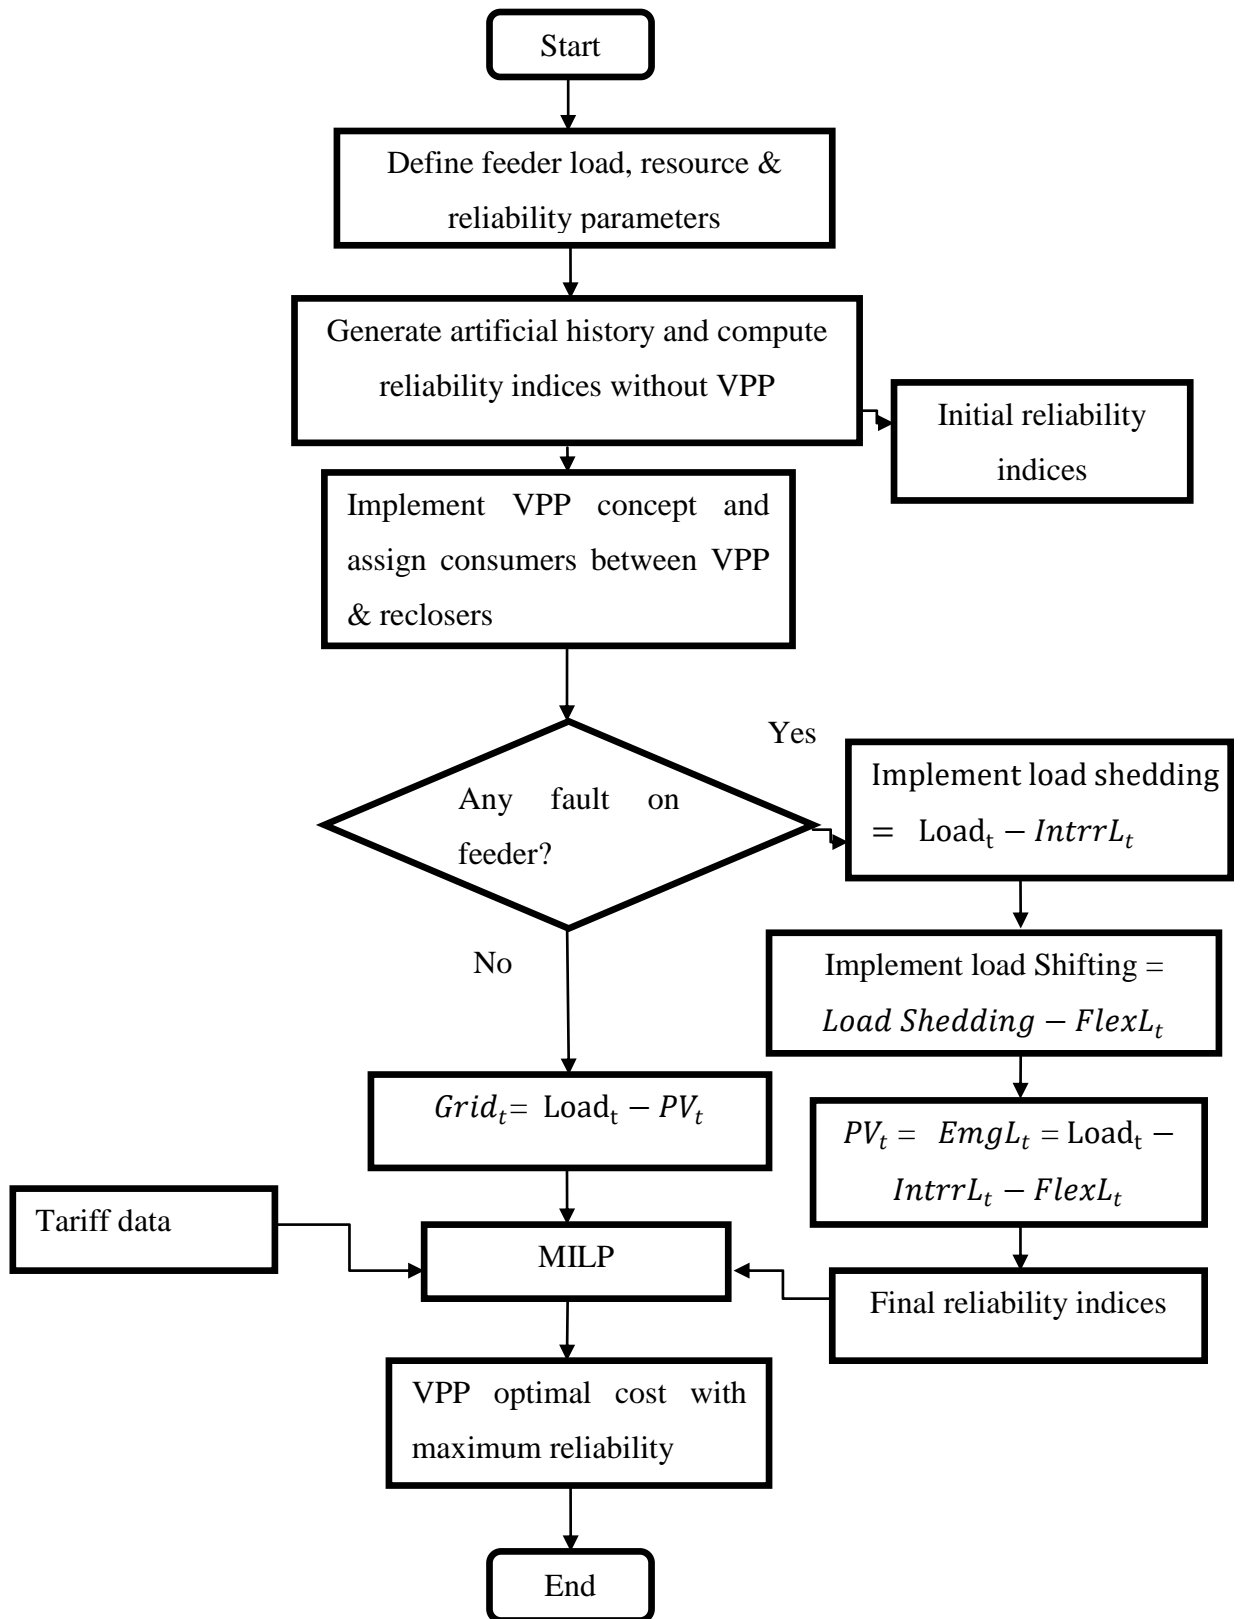 Start
Define feeder load, resource &
reliability parameters
Generate artificial history and compute
reliability indices without VPP
Initial reliability
indices
Implement VPP concept and
assign consumers between VPP
& reclosers
Any fault on
feeder?
Yes
Implement load shedding
= Load_t − IntrrL_t
No
Implement load Shifting =
Load Shedding − FlexL_t
Grid_t= Load_t − PV_t
PV_t = EmgL_t = Load_t −
IntrrL_t − FlexL_t
Tariff data
MILP
Final reliability indices
VPP optimal cost with
maximum reliability
End